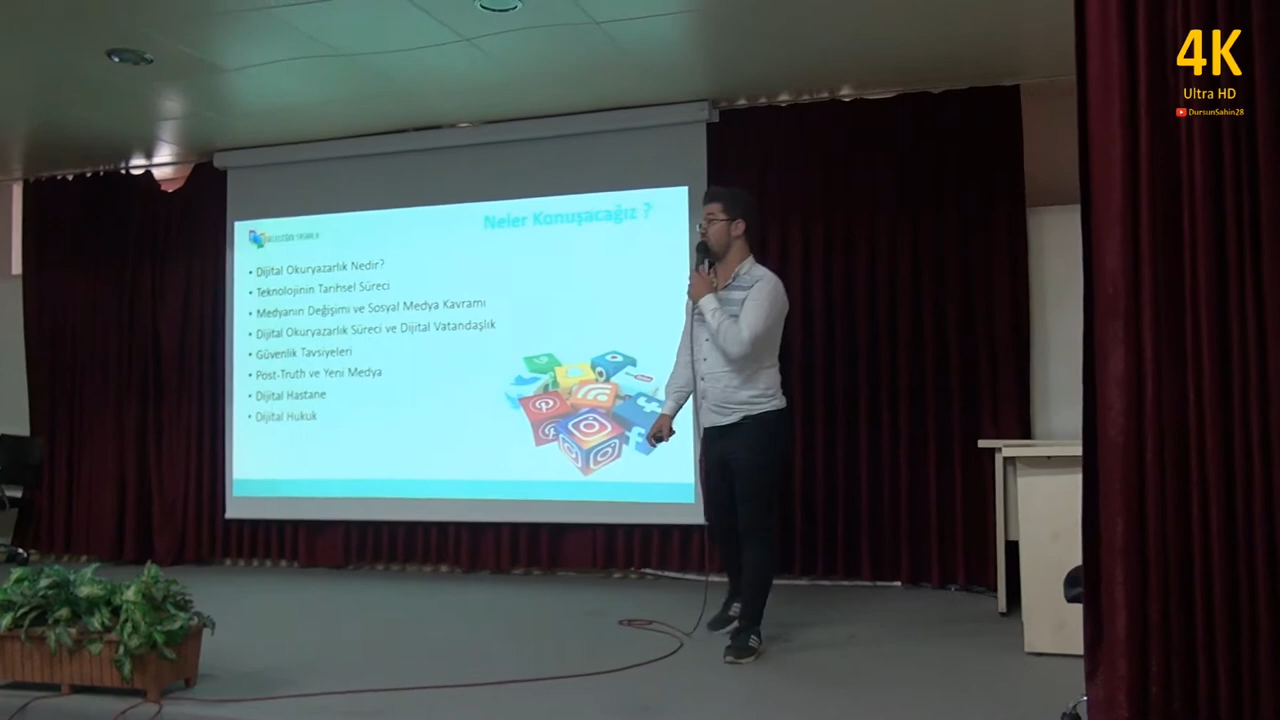 4K
Ultra HD
DursunSahin28
Neler Konuşacağız ?
• Dijital Okuryazarlık Nedir?
• Teknolojinin Tarihsel Süreci
• Medyanın Değişimi ve Sosyal Medya Kavramı
• Dijital Okuryazarlık Süreci ve Dijital Vatandaşlık
• Güvenlik Tavsiyeleri
• Post-Truth ve Yeni Medya
• Dijital Hastane
• Dijital Hukuk